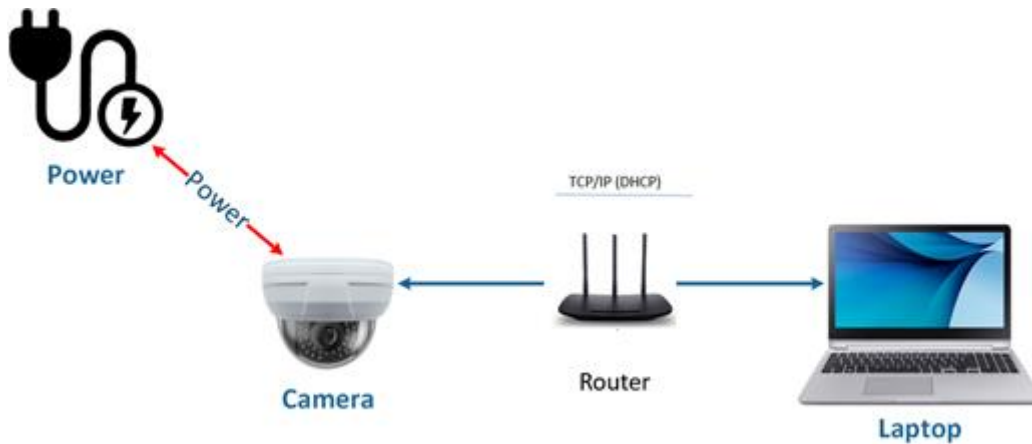 Power
Power
TCP/IP (DHCP)
Camera
Router
Laptop